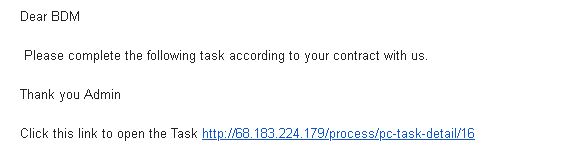 Dear BDM
Please complete the following task according to your contract with us.
Thank you Admin
Click this link to open the Task http://68.183.224.179/process/pc-task-detail/16